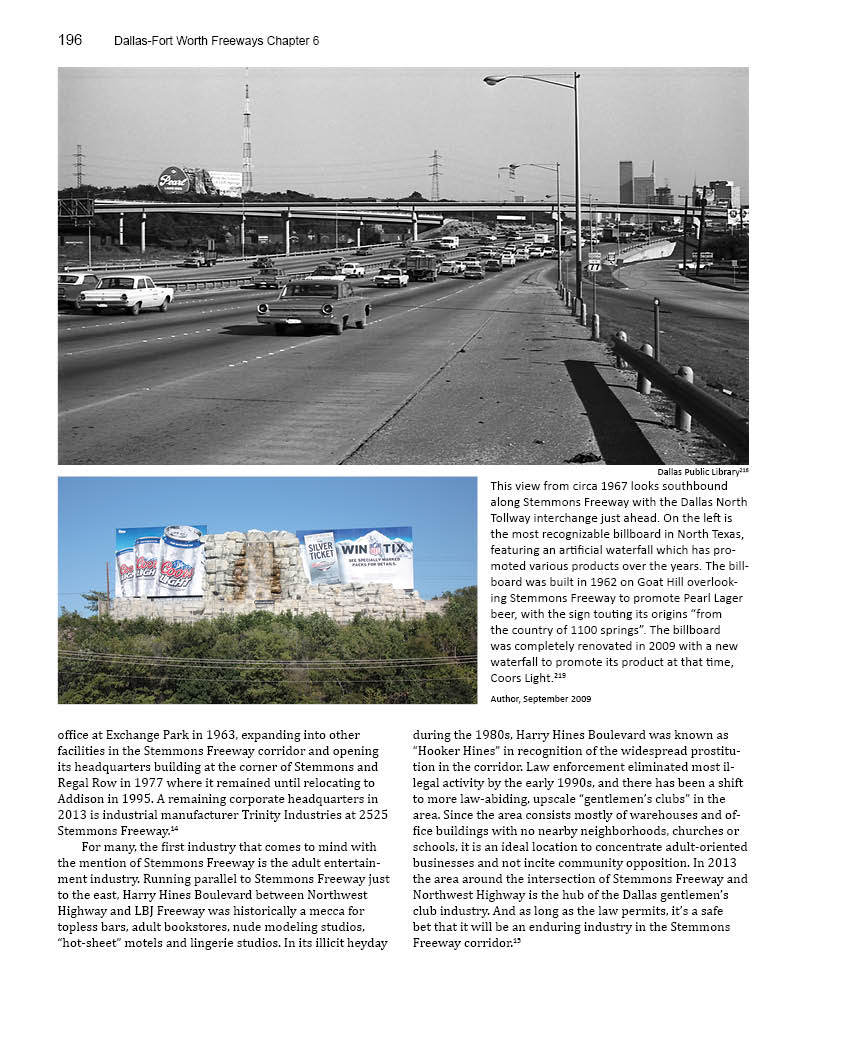 196 Dallas-Fort Worth Freeways Chapter 6
Pearl
77
Dallas Public Library218
This view from circa 1967 looks southbound
along Stemmons Freeway with the Dallas North
Tollway interchange just ahead. On the left is
the most recognizable billboard in North Texas,
featuring an artificial waterfall which has pro-
moted various products over the years. The bill-
board was built in 1962 on Goat Hill overlook-
ing Stemmons Freeway to promote Pearl Lager
beer, with the sign touting its origins “from
the country of 1100 springs”. The billboard
was completely renovated in 2009 with a new
waterfall to promote its product at that time,
Coors Light.219
Author, September 2009
Coors
LIGHT
SILVER
TICKET
WIN NFL TIX
SEE SPECIALLY MARKED
PACKS FOR DETAILS.
office at Exchange Park in 1963, expanding into other
facilities in the Stemmons Freeway corridor and opening
its headquarters building at the corner of Stemmons and
Regal Row in 1977 where it remained until relocating to
Addison in 1995. A remaining corporate headquarters in
2013 is industrial manufacturer Trinity Industries at 2525
Stemmons Freeway.14
For many, the first industry that comes to mind with
the mention of Stemmons Freeway is the adult entertain-
ment industry. Running parallel to Stemmons Freeway just
to the east, Harry Hines Boulevard between Northwest
Highway and LBJ Freeway was historically a mecca for
topless bars, adult bookstores, nude modeling studios,
“hot-sheet” motels and lingerie studios. In its illicit heyday
during the 1980s, Harry Hines Boulevard was known as
“Hooker Hines” in recognition of the widespread prostitu-
tion in the corridor. Law enforcement eliminated most il-
legal activity by the early 1990s, and there has been a shift
to more law-abiding, upscale “gentlemen’s clubs” in the
area. Since the area consists mostly of warehouses and of-
fice buildings with no nearby neighborhoods, churches or
schools, it is an ideal location to concentrate adult-oriented
businesses and not incite community opposition. In 2013
the area around the intersection of Stemmons Freeway and
Northwest Highway is the hub of the Dallas gentlemen’s
club industry. And as long as the law permits, it’s a safe
bet that it will be an enduring industry in the Stemmons
Freeway corridor.15